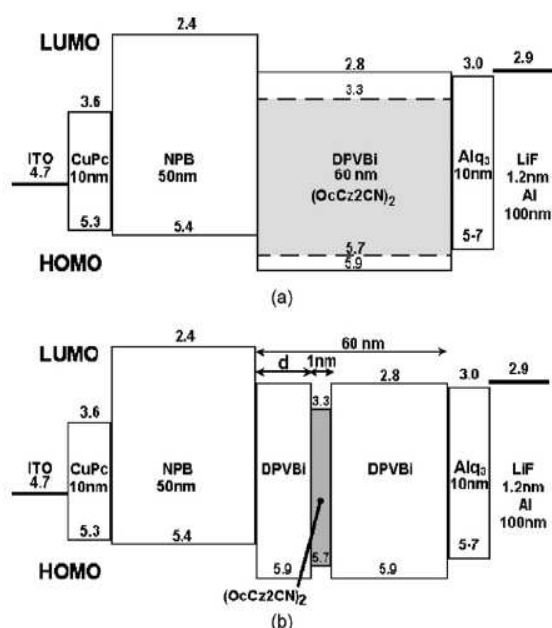 2.4
LUMO
2.8 3.0 2.9
3.3
3.6
ITO CuPc NPB DPVBi Alq₃ LiF
4.7 10nm 50nm 60 nm 10nm 1.2nm
(OcCz2CN)₂ Al
100nm
5.3 5.4 5.7 5-7
5.9
HOMO
(a)
2.4 60 nm
LUMO d 1nm
2.8 3.0 2.9
3.3
3.6
ITO CuPc NPB DPVBi DPVBi Alq₃ LiF
4.7 10nm 50nm 10nm 1.2nm
Al
100nm
5.3 5.4 5.7 5-7
5.9 5.9
HOMO
(OcCz2CN)₂
(b)